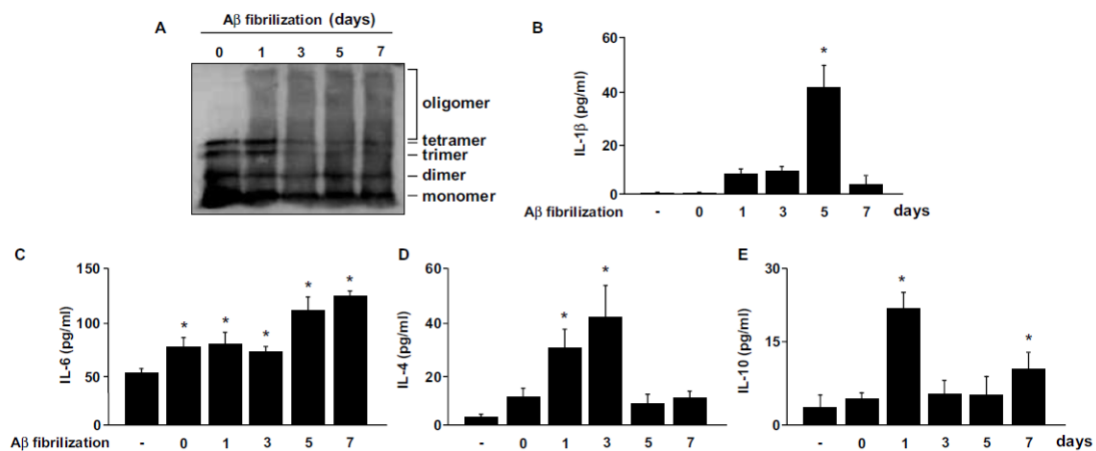 Aβ fibrilization (days)
A
0 1 3 5 7
oligomer
tetramer
trimer
dimer
monomer
B
IL-1β (pg/ml)
60
40
20
0
*
Aβ fibrilization - 0 1 3 5 7 days
C
IL-6 (pg/ml)
150
100
50
0
* * * * *
Aβ fibrilization - 0 1 3 5 7
D
IL-4 (pg/ml)
60
40
20
0
* *
- 0 1 3 5 7
E
IL-10 (pg/ml)
30
15
0
* *
- 0 1 3 5 7 days